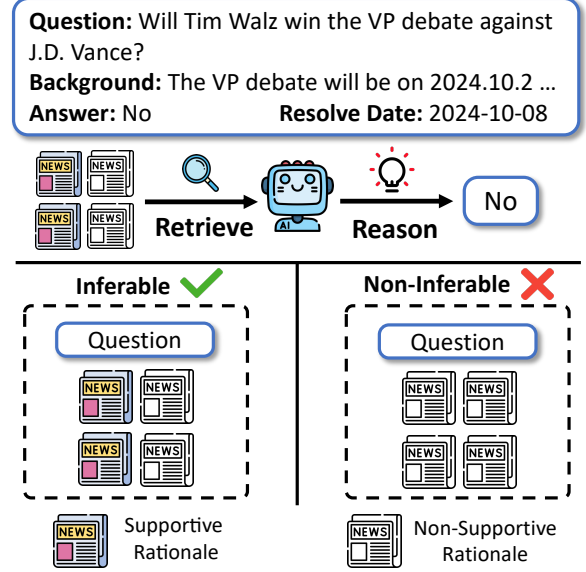 Question: Will Tim Walz win the VP debate against
J.D. Vance?
Background: The VP debate will be on 2024.10.2 ...
Answer: No Resolve Date: 2024-10-08
NEWS NEWS
NEWS NEWS
AI
Retrieve Reason No
Inferable Non-Inferable
Question Question
NEWS NEWS NEWS NEWS
NEWS NEWS NEWS NEWS
NEWS Supportive Rationale
NEWS Non-Supportive Rationale